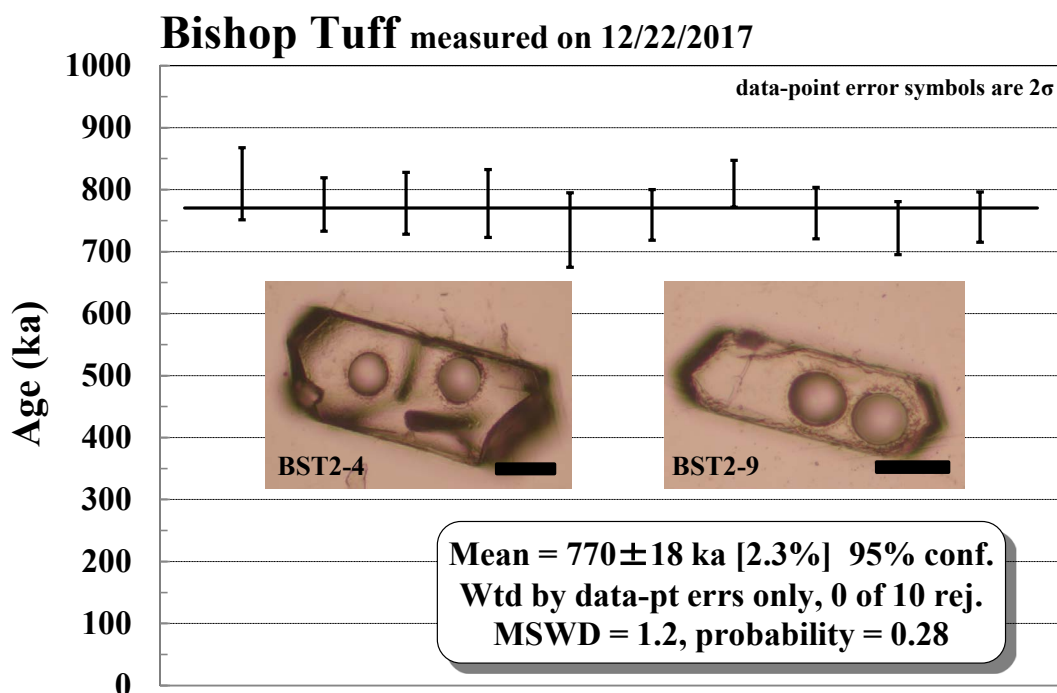 Bishop Tuff measured on 12/22/2017
data-point error symbols are 2σ
Age (ka)
1000
900
800
700
600
500
400
300
200
100
0
BST2-4
BST2-9
Mean = 770±18 ka [2.3%] 95% conf.
Wtd by data-pt errs only, 0 of 10 rej.
MSWD = 1.2, probability = 0.28